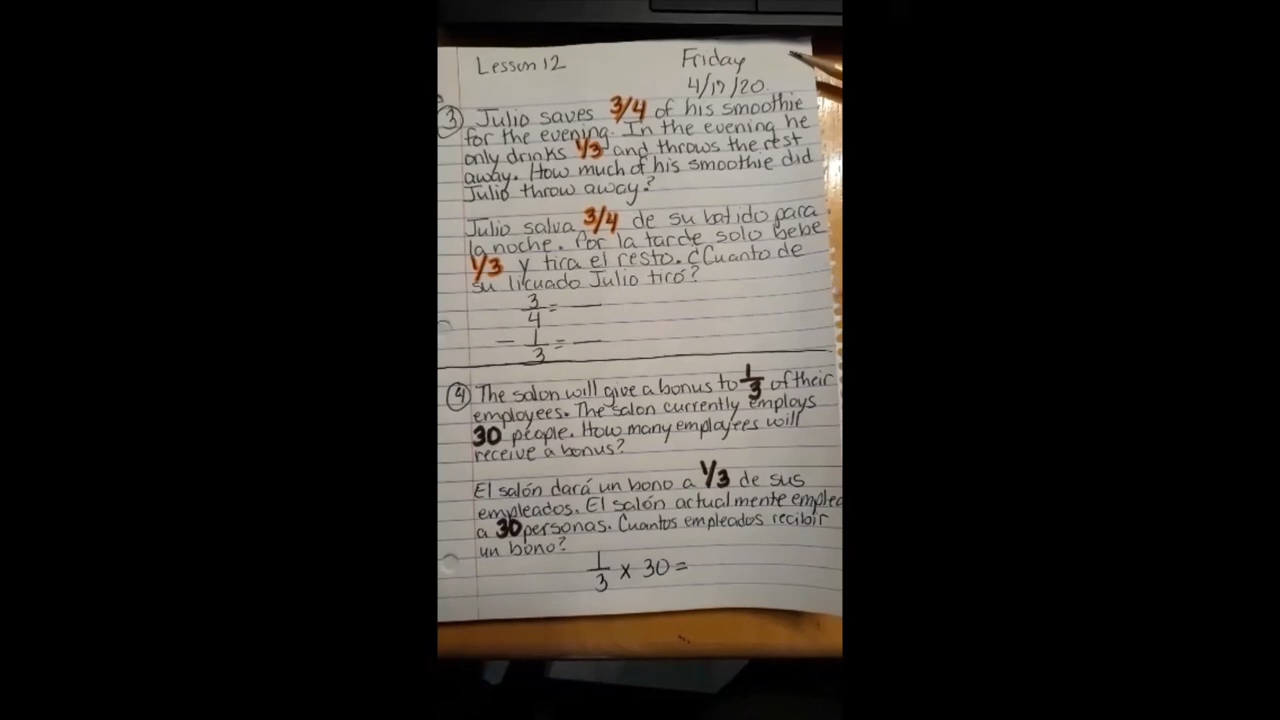 Lesson 12 Friday
4/17/20
3 Julio saves 3/4 of his smoothie
for the evening. In the evening he
only drinks 1/3 and throws the rest
away. How much of his smoothie did
Julio throw away?
Julio salva 3/4 de su batido para
la noche. Por la tarde solo bebe
1/3 y tira el resto. ¿Cuanto de
su licuado Julio tiró?
3/4 = —
- 1/3 = —
4 The salon will give a bonus to 1/3 of their
employees. The salon currently employs
30 people. How many employees will
receive a bonus?
El salón dará un bono a 1/3 de sus
empleados. El salón actualmente emplea
a 30 personas. Cuantos empleados recibir
un bono?
1/3 x 30 =